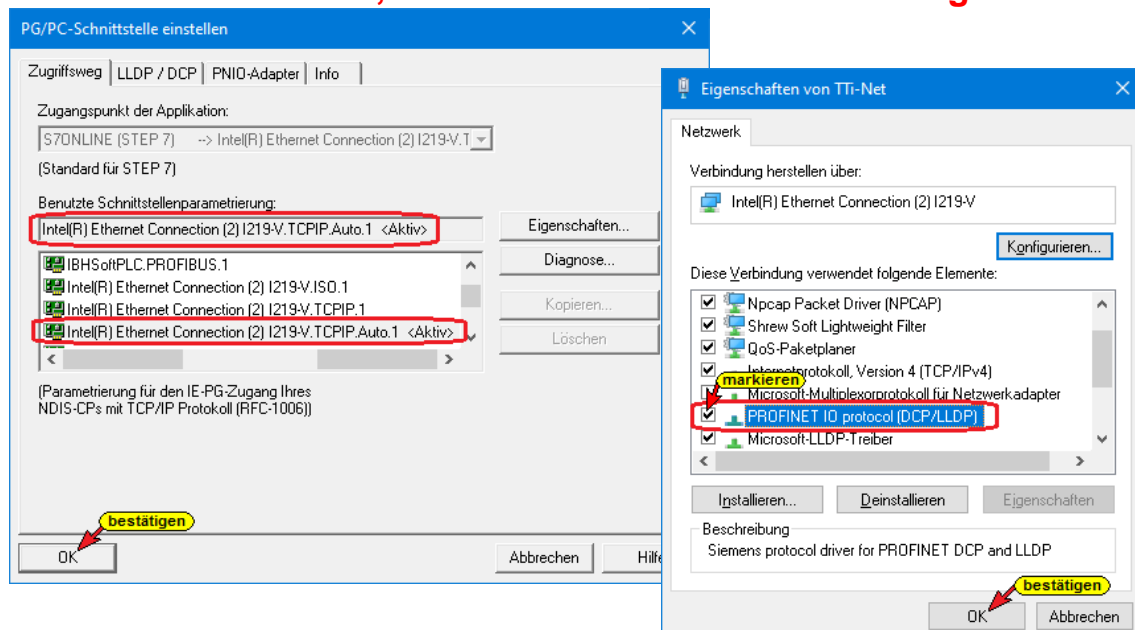 PG/PC-Schnittstelle einstellen
Zugriffsweg LLDP / DCP PNIO-Adapter Info
Zugangspunkt der Applikation:
S7ONLINE (STEP 7) --> Intel(R) Ethernet Connection (2) I219-V.T
(Standard für STEP 7)
Benutzte Schnittstellenparametrierung:
Intel(R) Ethernet Connection (2) I219-V.TCPIP.Auto.1 <Aktiv>
Eigenschaften...
IBHSoftPLC.PROFIBUS.1
Diagnose...
Intel(R) Ethernet Connection (2) I219-V.ISO.1
Intel(R) Ethernet Connection (2) I219-V.TCPIP.1
Kopieren...
Intel(R) Ethernet Connection (2) I219-V.TCPIP.Auto.1 <Aktiv>
Löschen
(Parametrierung für den IE-PG-Zugang Ihres
NDIS-CPs mit TCP/IP Protokoll (RFC-1006))
bestätigen
OK
Abbrechen
Eigenschaften von TTi-Net
Netzwerk
Verbindung herstellen über:
Intel(R) Ethernet Connection (2) I219-V
Konfigurieren...
Diese Verbindung verwendet folgende Elemente:
Npcap Packet Driver (NPCAP)
Shrew Soft Lightweight Filter
QoS-Paketplaner
Internetprotokoll, Version 4 (TCP/IPv4)
markieren
Microsoft-Multiplexorprotokoll für Netzwerkadapter
PROFINET IO protocol (DCP/LLDP)
Microsoft-LLDP-Treiber
Installieren...
Deinstallieren
Eigenschaften
Beschreibung
Siemens protocol driver for PROFINET DCP and LLDP
bestätigen
OK
Abbrechen